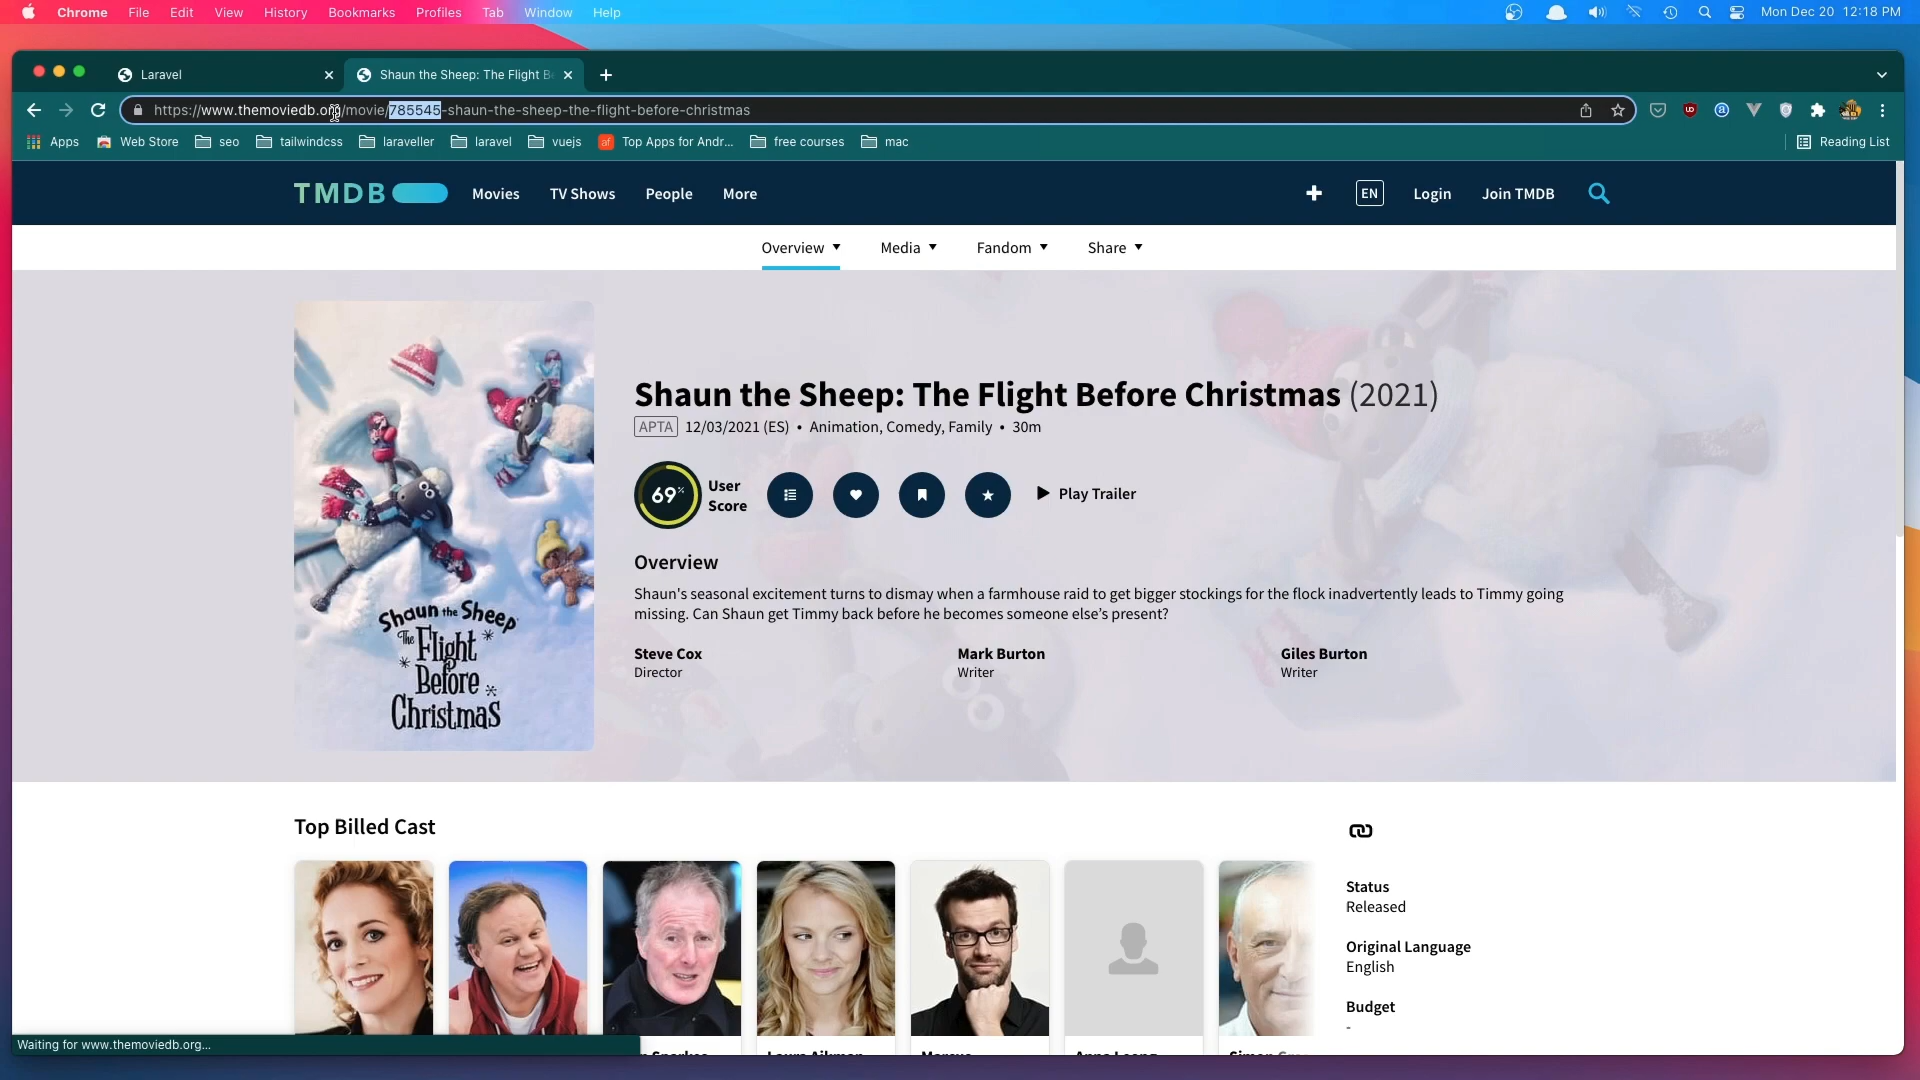 Chrome File Edit View History Bookmarks Profiles Tab Window Help Mon Dec 20 12:18 PM
Laravel Shaun the Sheep: The Flight B
https://www.themoviedb.org/movie/785545-shaun-the-sheep-the-flight-before-christmas
Apps Web Store seo tailwindcss laraveller laravel vuejs Top Apps for Andr... free courses mac Reading List
TMDB Movies TV Shows People More EN Login Join TMDB
Overview Media Fandom Share
Shaun the Sheep: The Flight Before Christmas (2021)
APTA 12/03/2021 (ES) • Animation, Comedy, Family • 30m
69% User
Score
Play Trailer
Overview
Shaun's seasonal excitement turns to dismay when a farmhouse raid to get bigger stockings for the flock inadvertently leads to Timmy going
missing. Can Shaun get Timmy back before he becomes someone else’s present?
Steve Cox Mark Burton Giles Burton
Director Writer Writer
Shaun the Sheep
The Flight
Before
Christmas
Top Billed Cast
Status
Released
Original Language
English
Budget
-
Waiting for www.themoviedb.org...